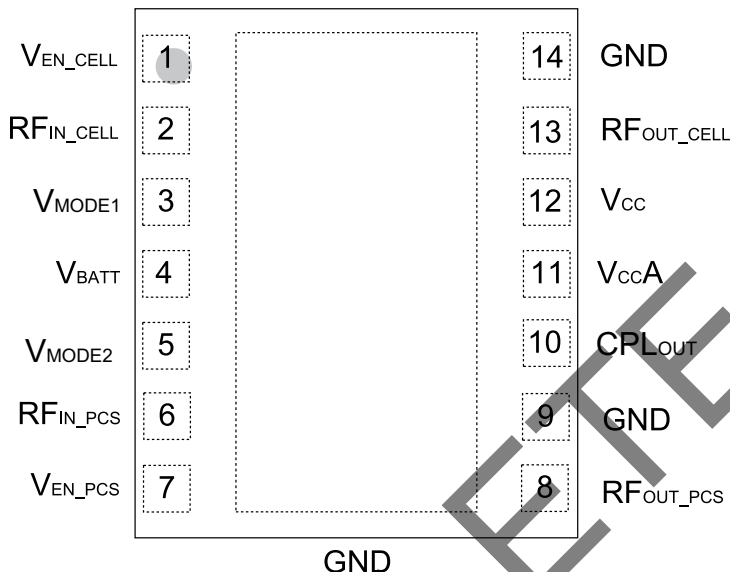 VEN_CELL 1 14 GND
RFIN_CELL 2 13 RFOUT_CELL
VMODE1 3 12 VCC
VBATT 4 11 VCCA
VMODE2 5 10 CPLOUT
RFIN_PCS 6 9 GND
VEN_PCS 7 8 RFOUT_PCS
GND
ETE